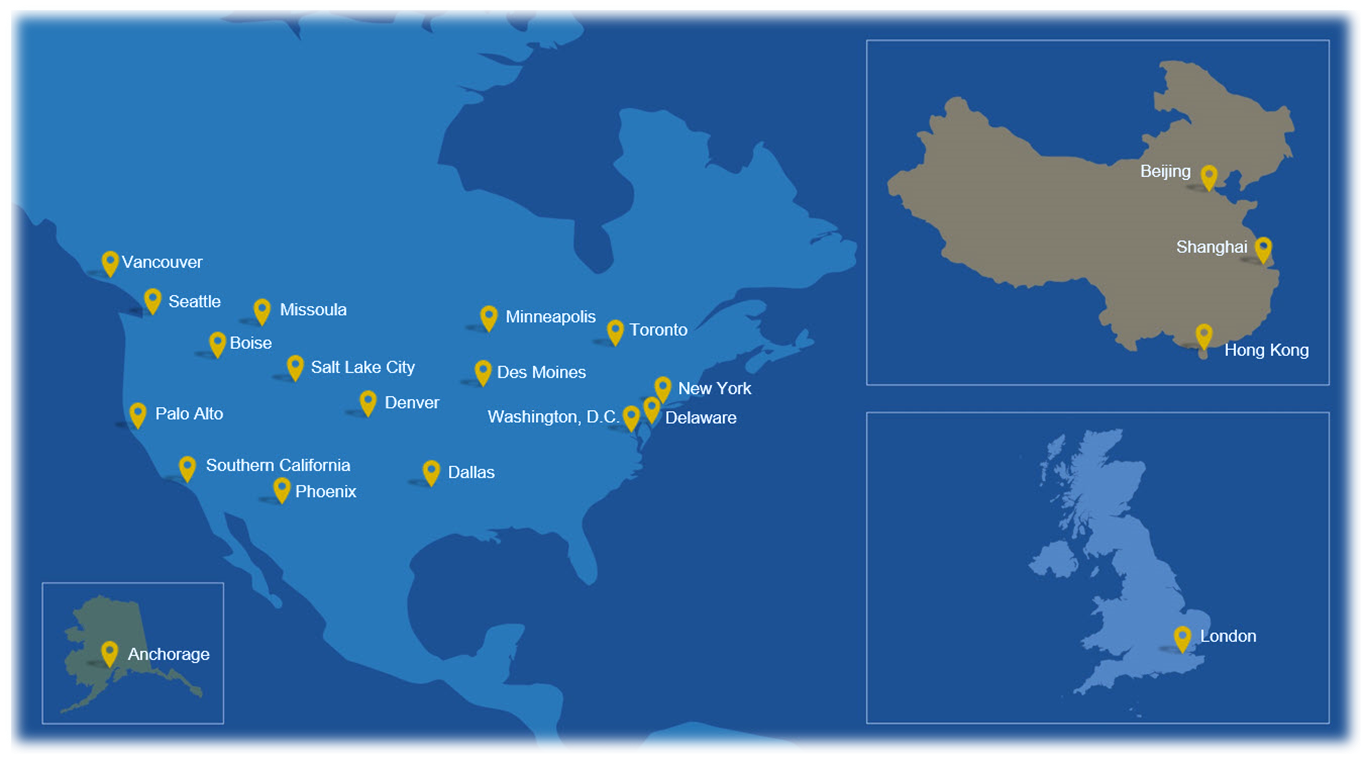 Vancouver
Seattle
Missoula
Minneapolis
Toronto
Boise
Salt Lake City
Des Moines
New York
Denver
Palo Alto
Washington, D.C.
Delaware
Southern California
Dallas
Phoenix
Anchorage
Beijing
Shanghai
Hong Kong
London